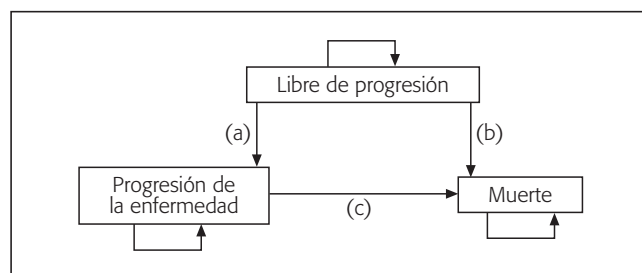 Libre de progresión
(a)
(b)
Progresión de
la enfermedad
(c)
Muerte